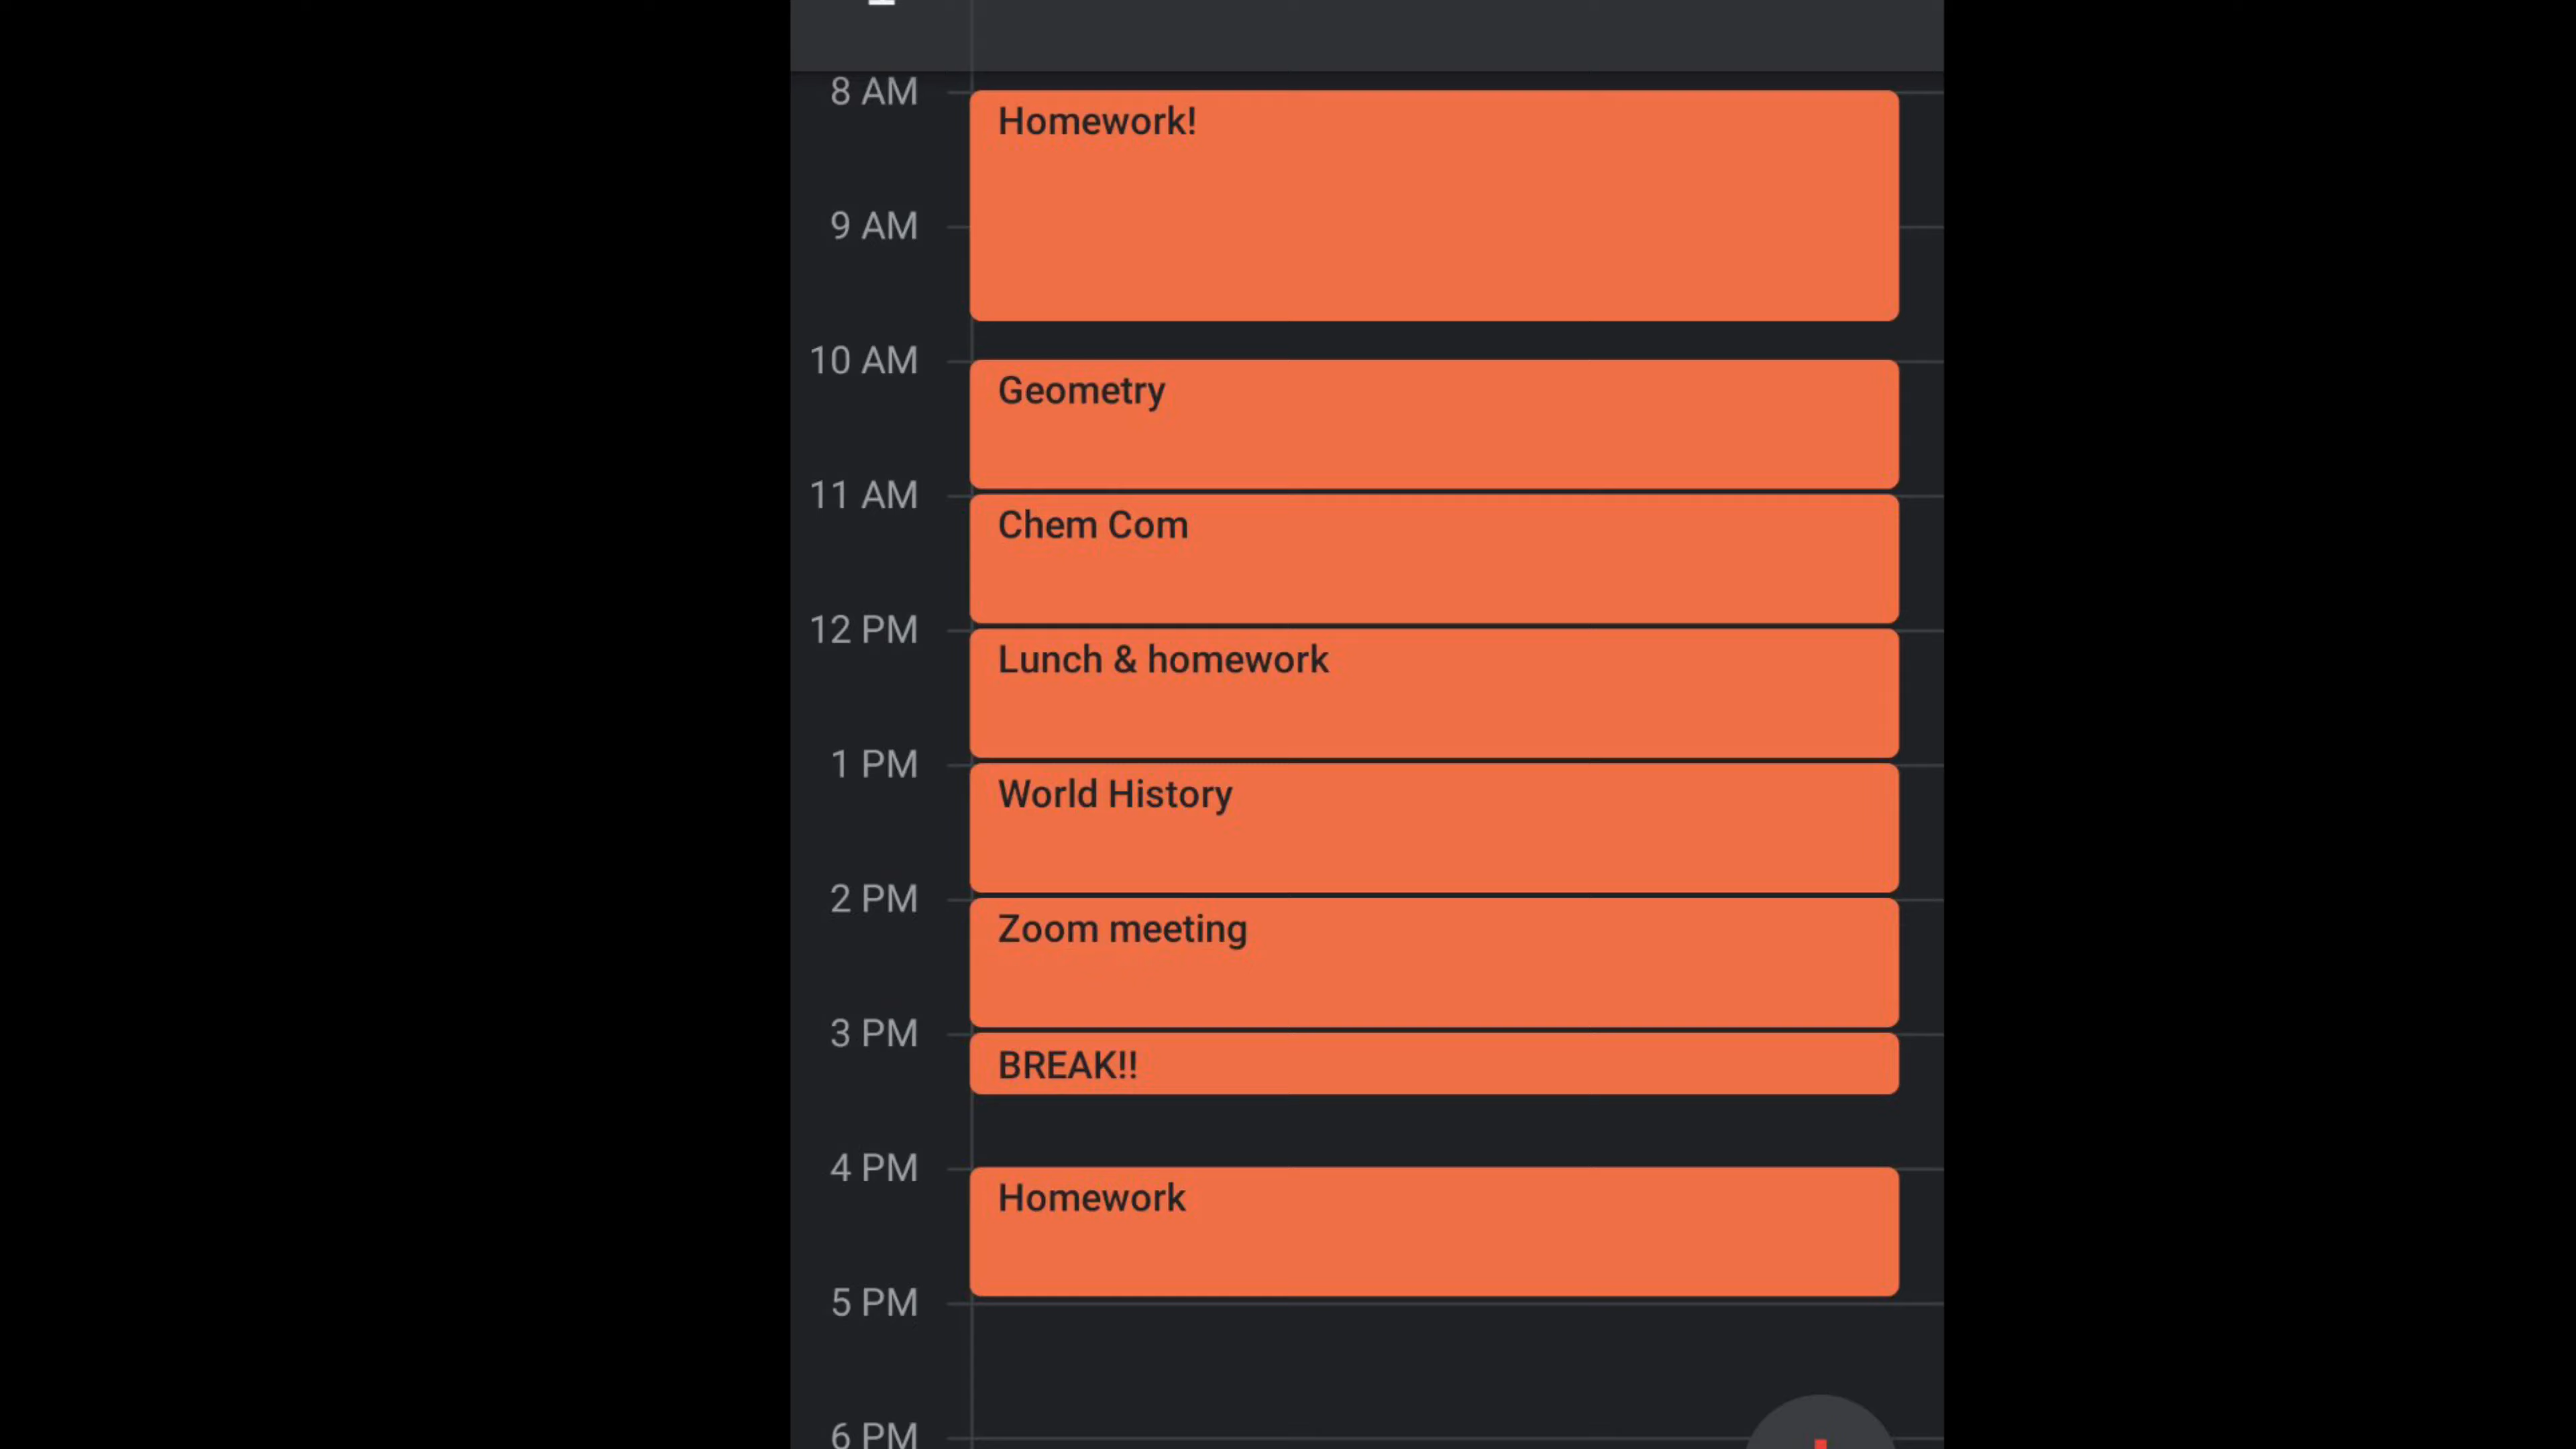 8 AM
Homework!
9 AM
10 AM
Geometry
11 AM
Chem Com
12 PM
Lunch & homework
1 PM
World History
2 PM
Zoom meeting
3 PM
BREAK!!
4 PM
Homework
5 PM
6 PM